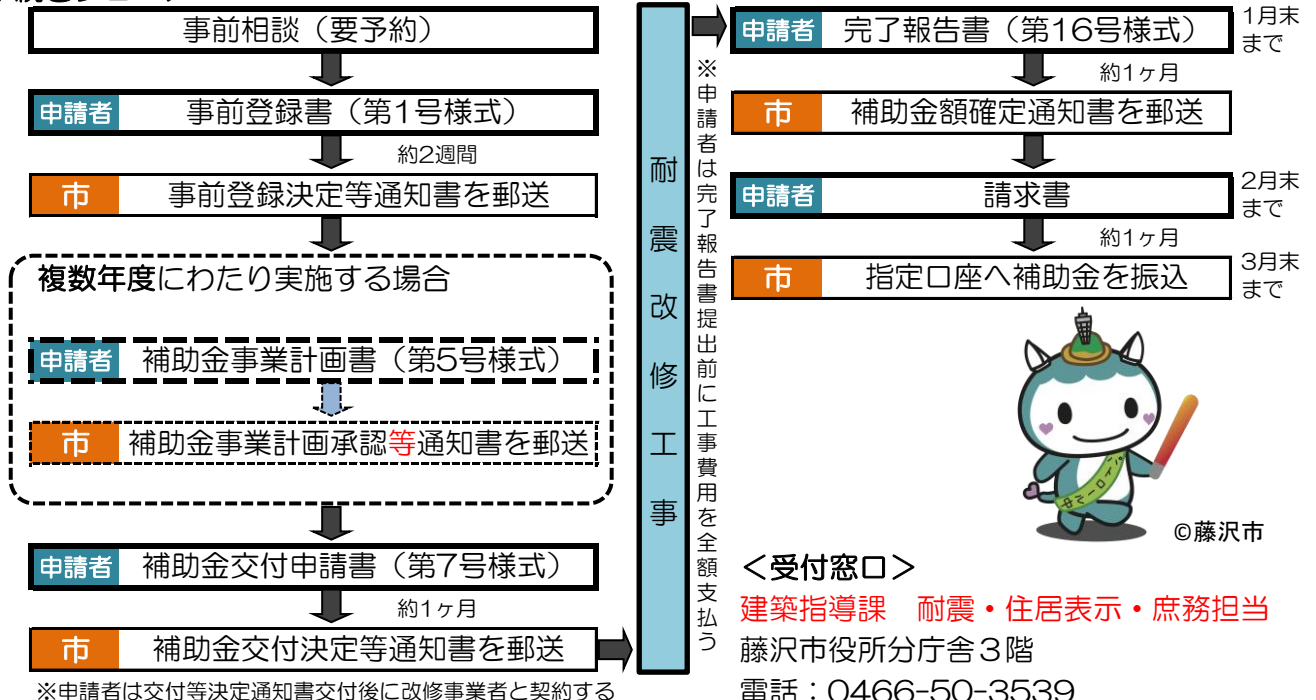 事前相談（要予約）
申請者 事前登録書（第1号様式）
約2週間
市 事前登録決定等通知書を郵送
複数年度にわたり実施する場合
申請者 補助金事業計画書（第5号様式）
市 補助金事業計画承認等通知書を郵送
申請者 補助金交付申請書（第7号様式）
約1ヶ月
市 補助金交付決定等通知書を郵送
※申請者は交付等決定通知書交付後に改修事業者と契約する
耐震改修工事
※申請者は完了報告書提出前に工事費用を全額支払う
申請者 完了報告書（第16号様式） 1月末
まで
約1ヶ月
市 補助金額確定通知書を郵送
申請者 請求書 2月末
まで
約1ヶ月
市 指定口座へ補助金を振込 3月末
まで
©藤沢市
＜受付窓口＞
建築指導課　耐震・住居表示・庶務担当
藤沢市役所分庁舎３階
電話：0466-50-3539